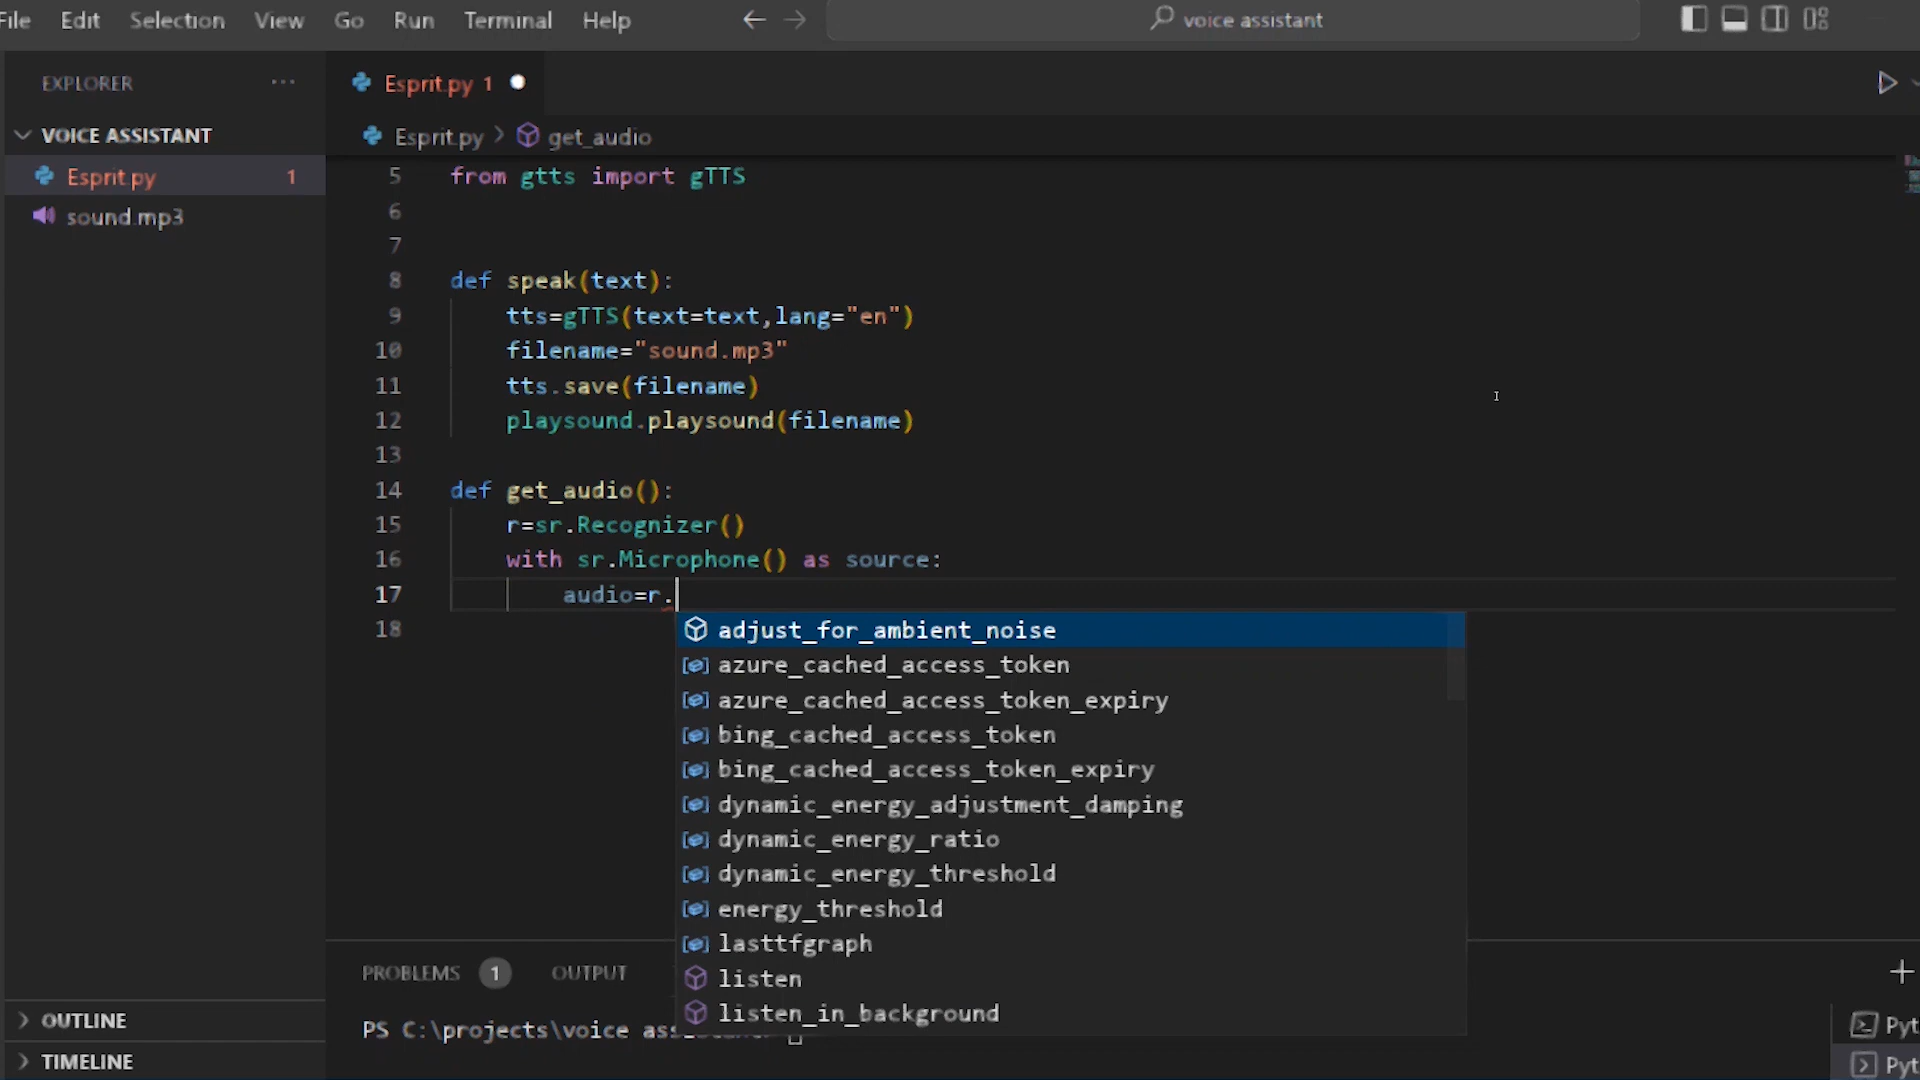 File Edit Selection View Go Run Terminal Help voice assistant
EXPLORER
VOICE ASSISTANT
Esprit.py 1
sound.mp3
OUTLINE
TIMELINE
Esprit.py 1
Esprit.py > get_audio
5 from gtts import gTTS
6
7
8 def speak(text):
9 tts=gTTS(text=text,lang="en")
10 filename="sound.mp3"
11 tts.save(filename)
12 playsound.playsound(filename)
13
14 def get_audio():
15 r=sr.Recognizer()
16 with sr.Microphone() as source:
17 audio=r.
18
adjust_for_ambient_noise
azure_cached_access_token
azure_cached_access_token_expiry
bing_cached_access_token
bing_cached_access_token_expiry
dynamic_energy_adjustment_damping
dynamic_energy_ratio
dynamic_energy_threshold
energy_threshold
lasttfgraph
listen
listen_in_background
PROBLEMS 1 OUTPUT
PS C:\projects\voice
Pyt
Pyt